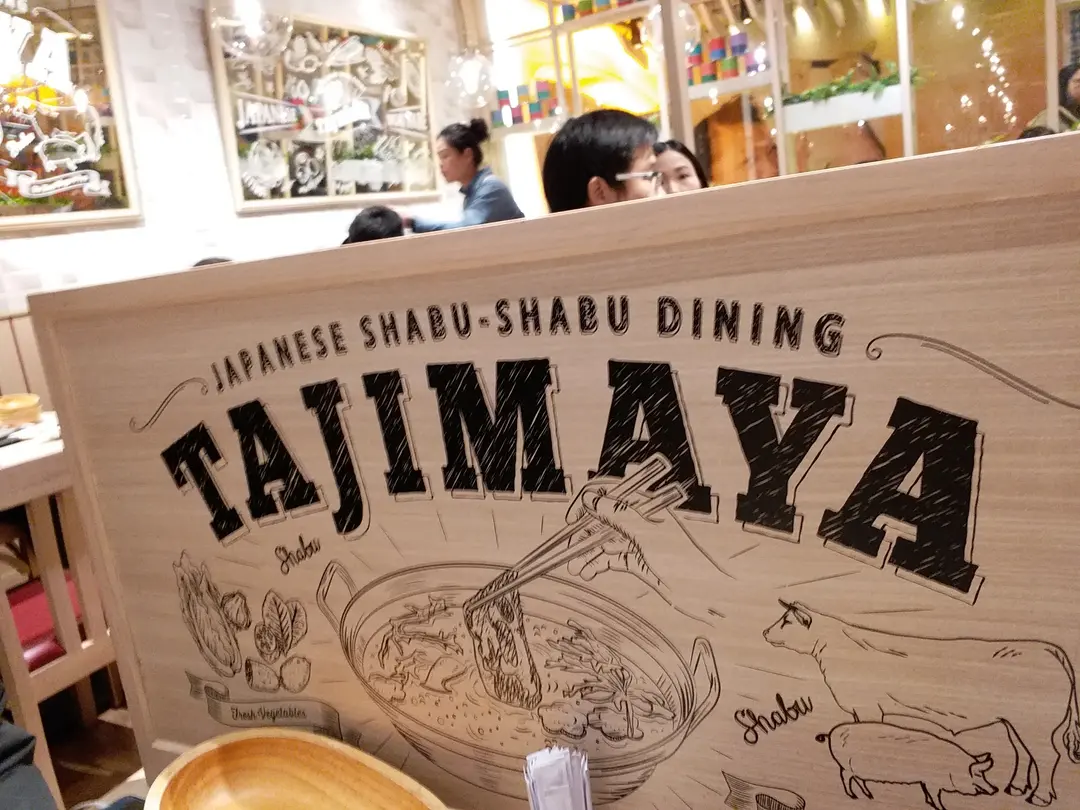 JAPANESE SHABU-SHABU DINING
TAJIMAYA
Shabu
Fresh Vegetables
Shabu